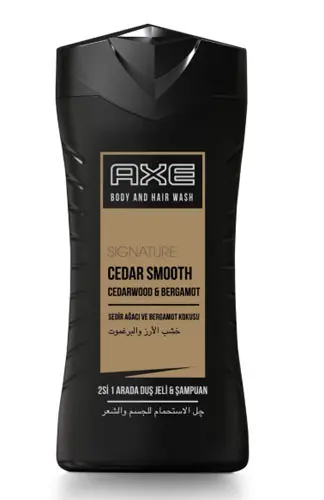 AXE
BODY AND HAIR WASH
SIGNATURE
CEDAR SMOOTH
CEDARWOOD & BERGAMOT
SEDİR AĞACI VE BERGAMOT KOKUSU
خشب الأرز والبرغموت
2Sİ 1 ARADA DUŞ JELİ & ŞAMPUAN
جل الاستحمام للجسم والشعر